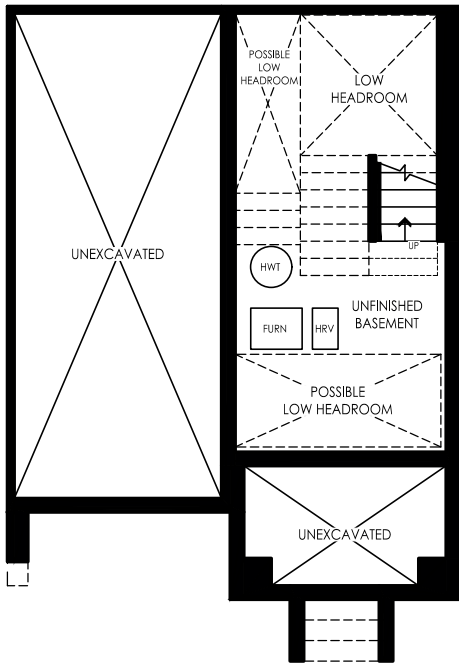 POSSIBLE
LOW
HEADROOM
LOW
HEADROOM
UNEXCAVATED
UP
HWT
UNFINISHED
BASEMENT
FURN
HRV
POSSIBLE
LOW HEADROOM
UNEXCAVATED